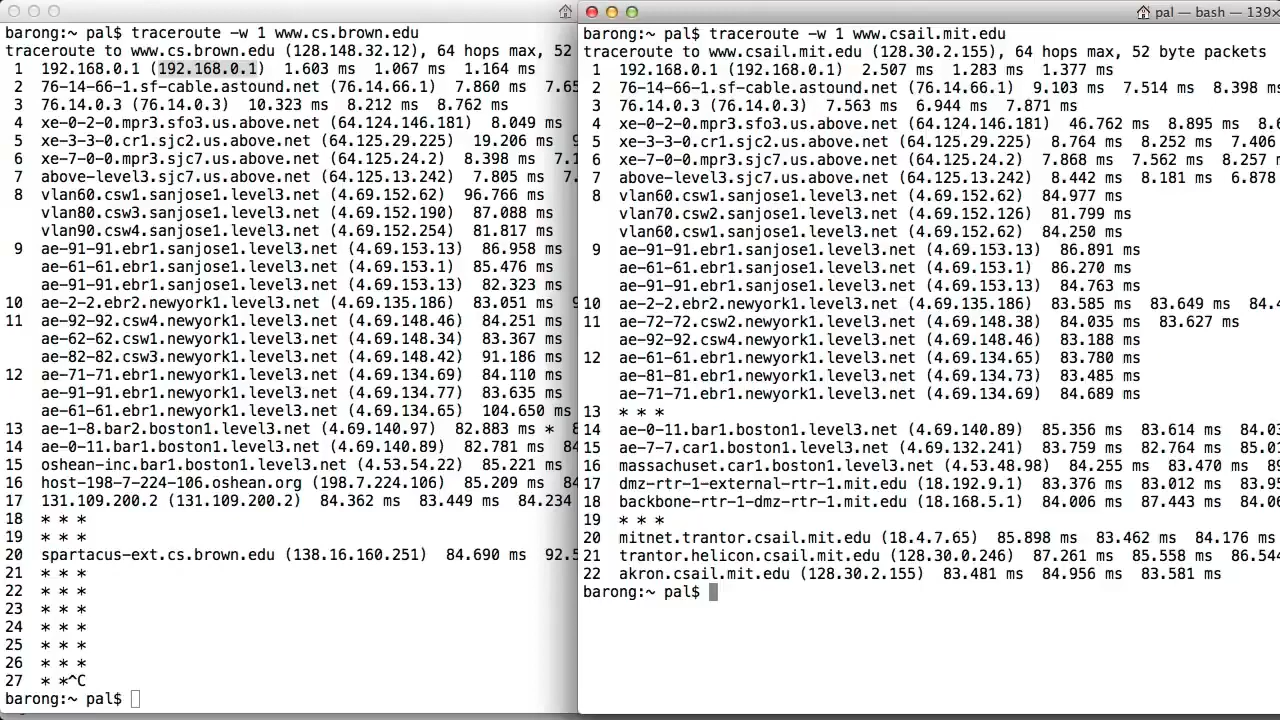 barong:~ pal$ traceroute -w 1 www.cs.brown.edu
traceroute to www.cs.brown.edu (128.148.32.12), 64 hops max, 52
1 192.168.0.1 (192.168.0.1) 1.603 ms 1.067 ms 1.164 ms
2 76-14-66-1.sf-cable.astound.net (76.14.66.1) 7.860 ms 7.65
3 76.14.0.3 (76.14.0.3) 10.323 ms 8.212 ms 8.762 ms
4 xe-0-2-0.mpr3.sfo3.us.above.net (64.124.146.181) 8.049 ms
5 xe-3-3-0.cr1.sjc2.us.above.net (64.125.29.225) 19.206 ms
6 xe-7-0-0.mpr3.sjc7.us.above.net (64.125.24.2) 8.398 ms 7.1
7 above-level3.sjc7.us.above.net (64.125.13.242) 7.805 ms 7.
8 vlan60.csw1.sanjose1.level3.net (4.69.152.62) 96.766 ms
vlan80.csw3.sanjose1.level3.net (4.69.152.190) 87.088 ms
vlan90.csw4.sanjose1.level3.net (4.69.152.254) 81.817 ms
9 ae-91-91.ebr1.sanjose1.level3.net (4.69.153.13) 86.958 ms
ae-61-61.ebr1.sanjose1.level3.net (4.69.153.1) 85.476 ms
ae-91-91.ebr1.sanjose1.level3.net (4.69.153.13) 82.323 ms
10 ae-2-2.ebr2.newyork1.level3.net (4.69.135.186) 83.051 ms
11 ae-92-92.csw4.newyork1.level3.net (4.69.148.46) 84.251 ms
ae-62-62.csw1.newyork1.level3.net (4.69.148.34) 83.367 ms
ae-82-82.csw3.newyork1.level3.net (4.69.148.42) 91.186 ms
12 ae-71-71.ebr1.newyork1.level3.net (4.69.134.69) 84.110 ms
ae-91-91.ebr1.newyork1.level3.net (4.69.134.77) 83.635 ms
ae-61-61.ebr1.newyork1.level3.net (4.69.134.65) 104.650 ms
13 ae-1-8.bar2.boston1.level3.net (4.69.140.97) 82.883 ms * ae
14 ae-0-11.bar1.boston1.level3.net (4.69.140.89) 82.781 ms 84
15 oshean-inc.bar1.boston1.level3.net (4.53.54.22) 85.221 ms
16 host-198-7-224-106.oshean.org (198.7.224.106) 85.209 ms 84
17 131.109.200.2 (131.109.200.2) 84.362 ms 83.449 ms 84.234
18 * * *
19 * * *
20 spartacus-ext.cs.brown.edu (138.16.160.251) 84.690 ms 92.5
21 * * *
22 * * *
23 * * *
24 * * *
25 * * *
26 * * *
27 * *^C
barong:~ pal$
pal — bash — 139×
barong:~ pal$ traceroute -w 1 www.csail.mit.edu
traceroute to www.csail.mit.edu (128.30.2.155), 64 hops max, 52 byte packets
1 192.168.0.1 (192.168.0.1) 2.507 ms 1.283 ms 1.377 ms
2 76-14-66-1.sf-cable.astound.net (76.14.66.1) 9.103 ms 7.514 ms 8.398 ms
3 76.14.0.3 (76.14.0.3) 7.563 ms 6.944 ms 7.871 ms
4 xe-0-2-0.mpr3.sfo3.us.above.net (64.124.146.181) 46.762 ms 8.895 ms 8.6
5 xe-3-3-0.cr1.sjc2.us.above.net (64.125.29.225) 8.764 ms 8.252 ms 7.406
6 xe-7-0-0.mpr3.sjc7.us.above.net (64.125.24.2) 7.868 ms 7.562 ms 8.257 m
7 above-level3.sjc7.us.above.net (64.125.13.242) 8.442 ms 8.181 ms 6.878
8 vlan60.csw1.sanjose1.level3.net (4.69.152.62) 84.977 ms
vlan70.csw2.sanjose1.level3.net (4.69.152.126) 81.799 ms
vlan60.csw1.sanjose1.level3.net (4.69.152.62) 84.250 ms
9 ae-91-91.ebr1.sanjose1.level3.net (4.69.153.13) 86.891 ms
ae-61-61.ebr1.sanjose1.level3.net (4.69.153.1) 86.270 ms
ae-91-91.ebr1.sanjose1.level3.net (4.69.153.13) 84.763 ms
10 ae-2-2.ebr2.newyork1.level3.net (4.69.135.186) 83.585 ms 83.649 ms 84.4
11 ae-72-72.csw2.newyork1.level3.net (4.69.148.38) 84.035 ms 83.627 ms
ae-92-92.csw4.newyork1.level3.net (4.69.148.46) 83.188 ms
12 ae-61-61.ebr1.newyork1.level3.net (4.69.134.65) 83.780 ms
ae-81-81.ebr1.newyork1.level3.net (4.69.134.73) 83.485 ms
ae-71-71.ebr1.newyork1.level3.net (4.69.134.69) 84.689 ms
13 * * *
14 ae-0-11.bar1.boston1.level3.net (4.69.140.89) 85.356 ms 83.614 ms 84.03
15 ae-7-7.car1.boston1.level3.net (4.69.132.241) 83.759 ms 82.764 ms 85.01
16 massachuset.car1.boston1.level3.net (4.53.48.98) 84.255 ms 83.470 ms 89
17 dmz-rtr-1-external-rtr-1.mit.edu (18.192.9.1) 83.376 ms 83.012 ms 83.95
18 backbone-rtr-1-dmz-rtr-1.mit.edu (18.168.5.1) 84.006 ms 87.443 ms 84.06
19 * * *
20 mitnet.trantor.csail.mit.edu (18.4.7.65) 85.898 ms 83.462 ms 84.176 ms
21 trantor.helicon.csail.mit.edu (128.30.0.246) 87.261 ms 85.558 ms 86.544
22 akron.csail.mit.edu (128.30.2.155) 83.481 ms 84.956 ms 83.581 ms
barong:~ pal$